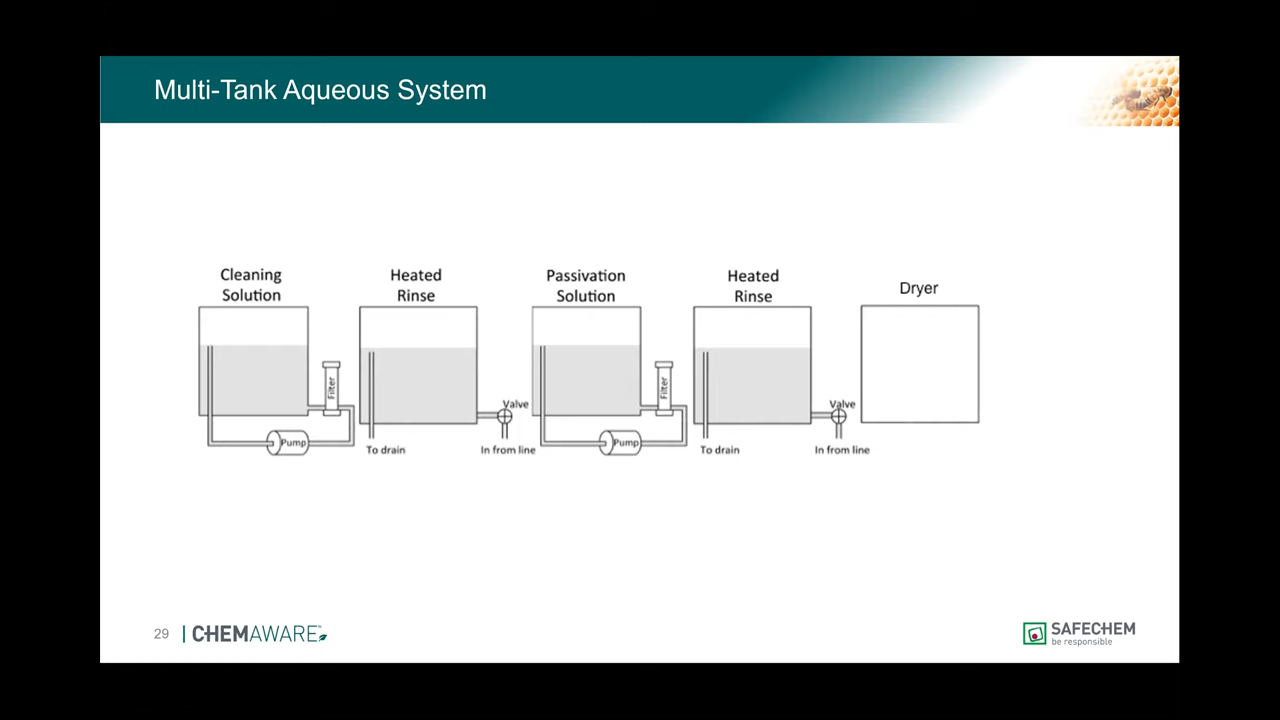 Multi-Tank Aqueous System
Cleaning
Solution
Heated
Rinse
Passivation
Solution
Heated
Rinse
Dryer
Filter
Pump
To drain
Valve
In from line
Filter
Pump
To drain
Valve
In from line
29
CHEMAWARE™
SAFECHEM
be responsible